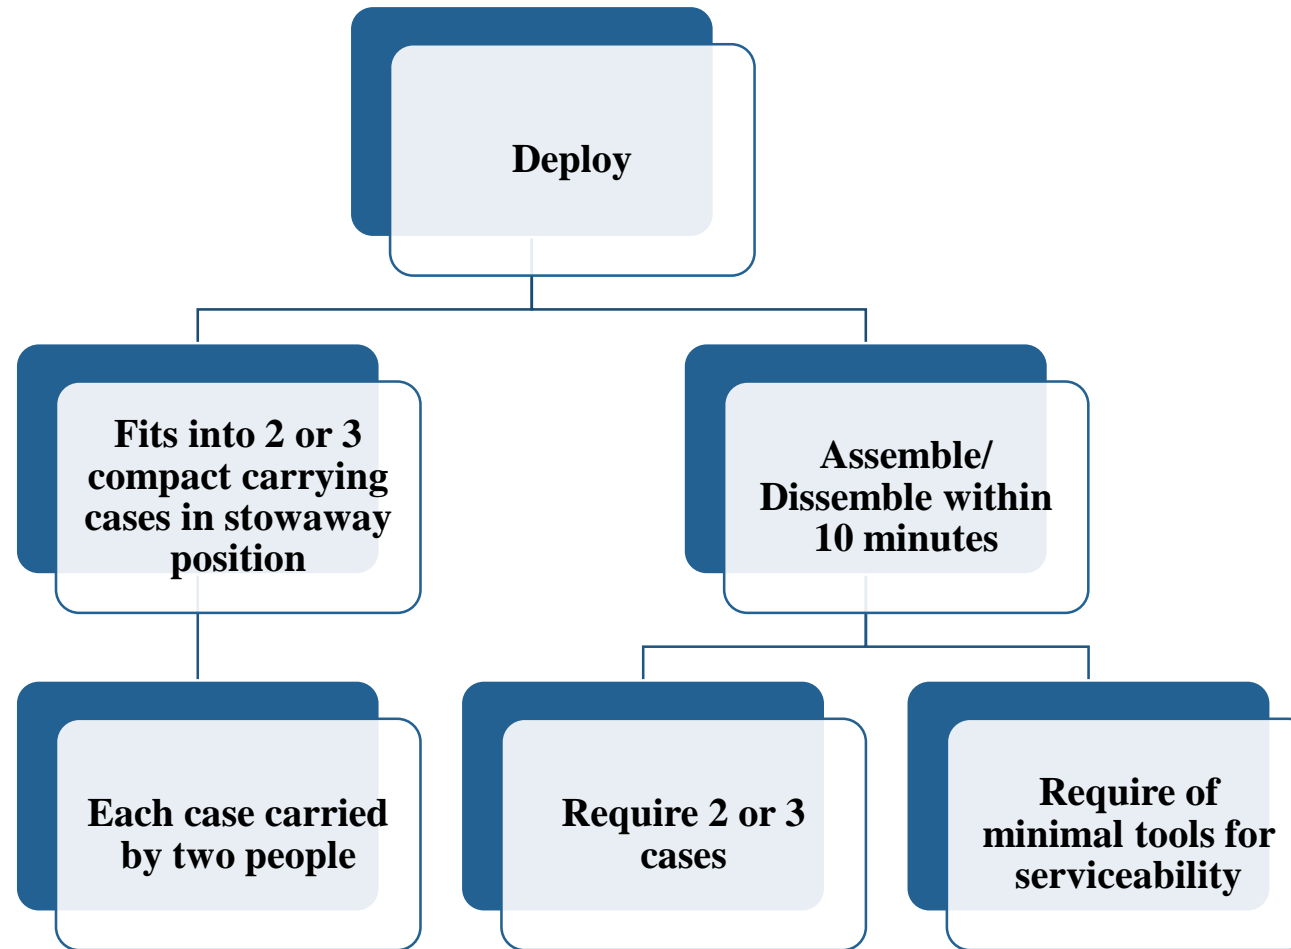 Deploy
Fits into 2 or 3
compact carrying
cases in stowaway
position
Assemble/
Dissemble within
10 minutes
Each case carried
by two people
Require 2 or 3
cases
Require of
minimal tools for
serviceability